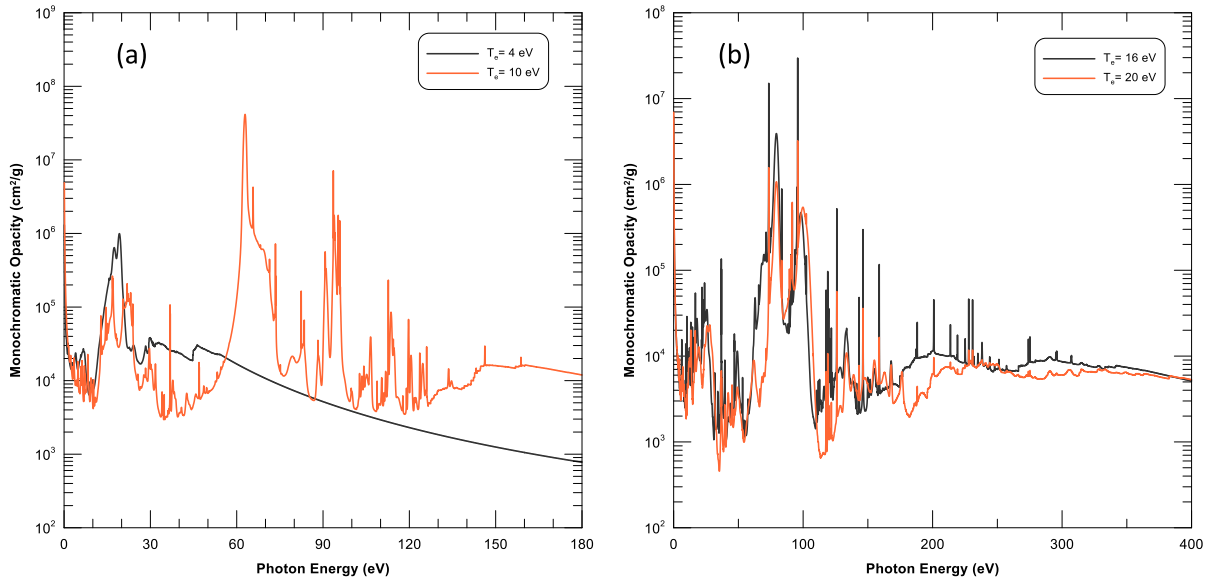 (a)
Tₑ= 4 eV
Tₑ= 10 eV
10⁹
10⁸
10⁷
10⁶
10⁵
10⁴
10³
10²
Monochromatic Opacity (cm²/g)
0 30 60 90 120 150 180
Photon Energy (eV)
(b)
Tₑ= 16 eV
Tₑ= 20 eV
10⁸
10⁷
10⁶
10⁵
10⁴
10³
10²
Monochromatic Opacity (cm²/g)
0 100 200 300 400
Photon Energy (eV)